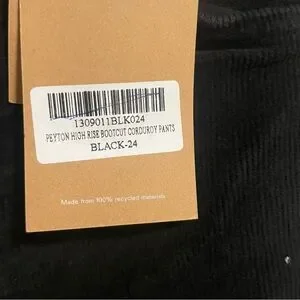 1309011BLK024
PEYTON HIGH RISE BOOTCUT CORDUROY PANTS
BLACK-24
Made from 100% recycled materials